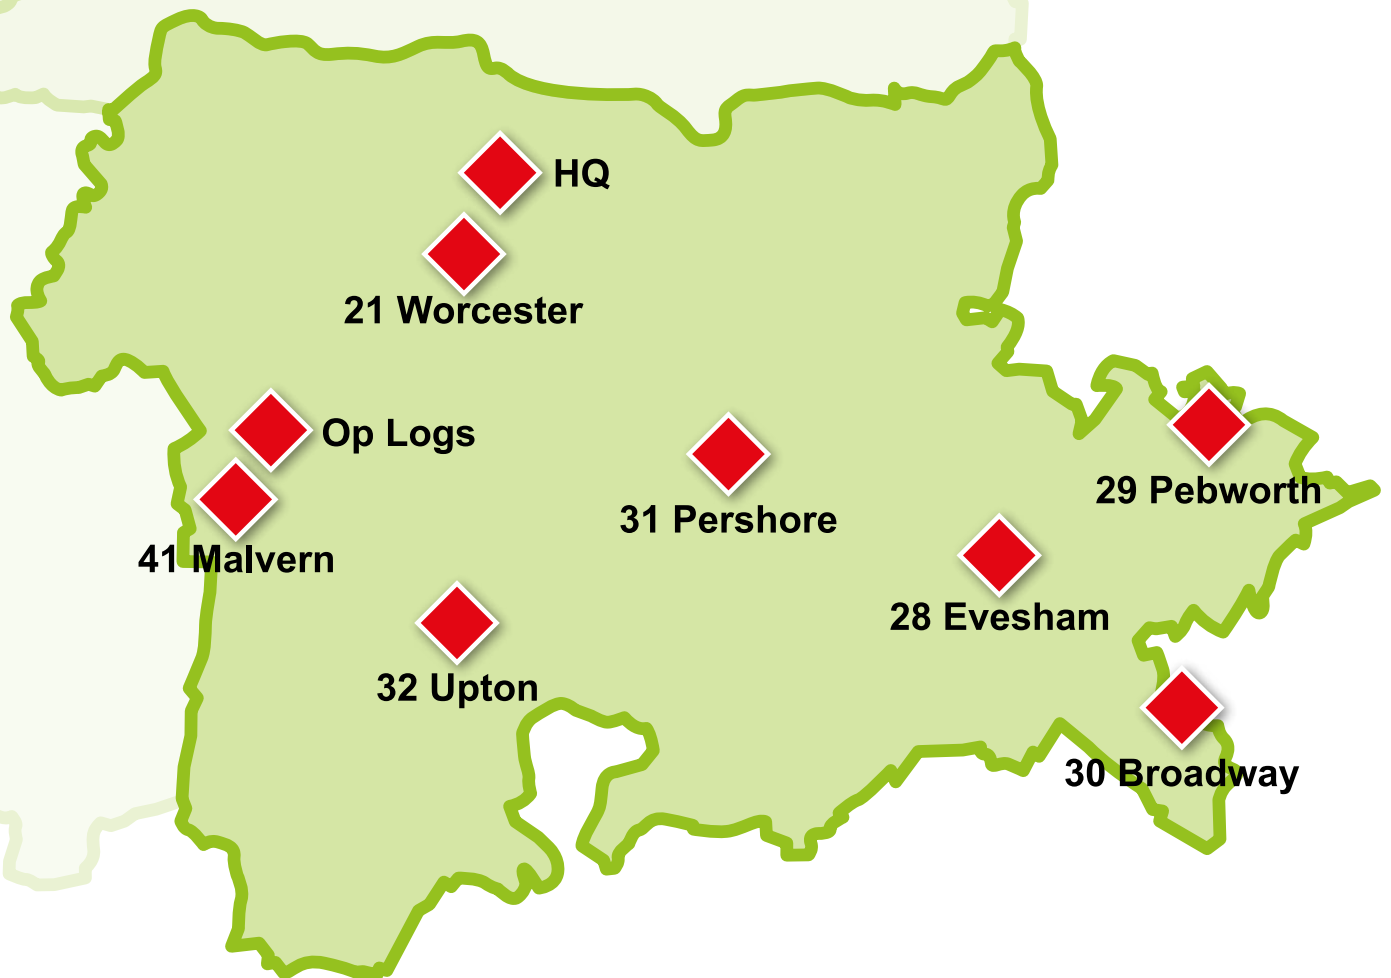 HQ
21 Worcester
Op Logs
29 Pebworth
31 Pershore
41 Malvern
28 Evesham
32 Upton
30 Broadway